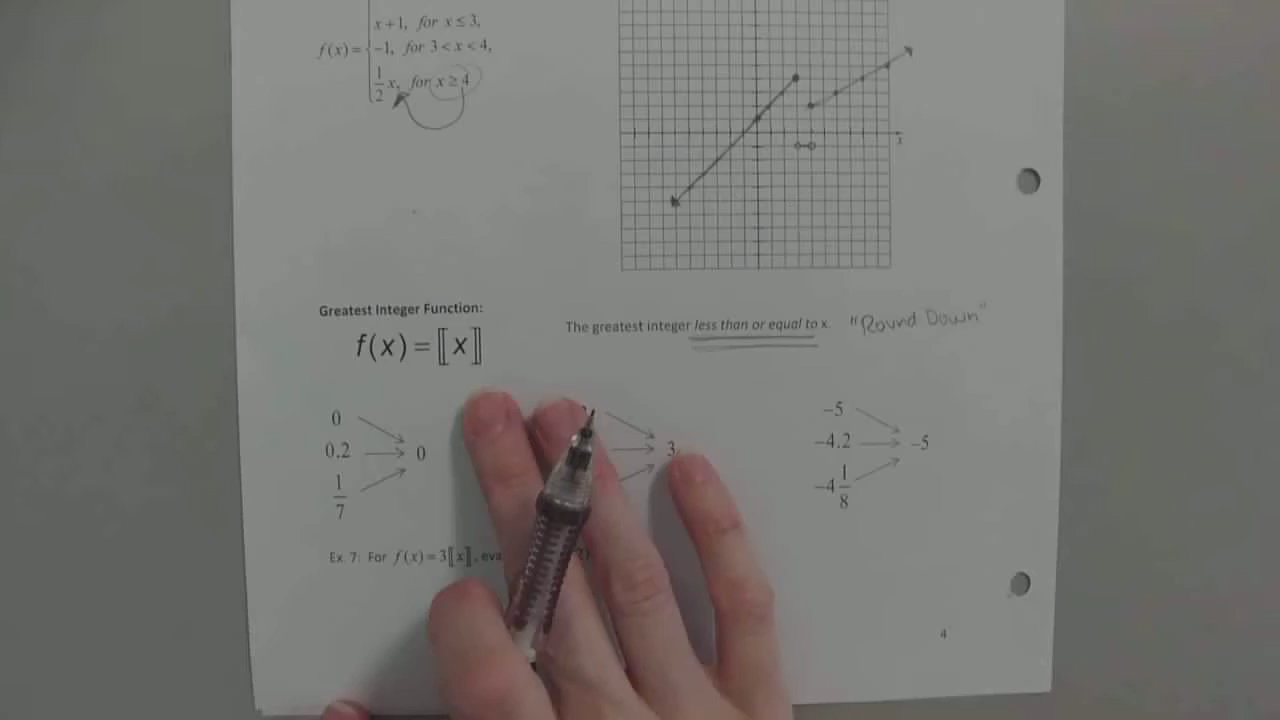 x+1, for x ≤ 3,
f(x) = -1, for 3 < x < 4,
1/2 x, for x ≥ 4
x
Greatest Integer Function:
The greatest integer less than or equal to x. "Round Down"
f(x) = ⟦x⟧
0
0.2
1/7
0
3
-5
-4.2
-4 1/8
-5
Ex. 7: For f(x) = 3⟦x⟧,
4